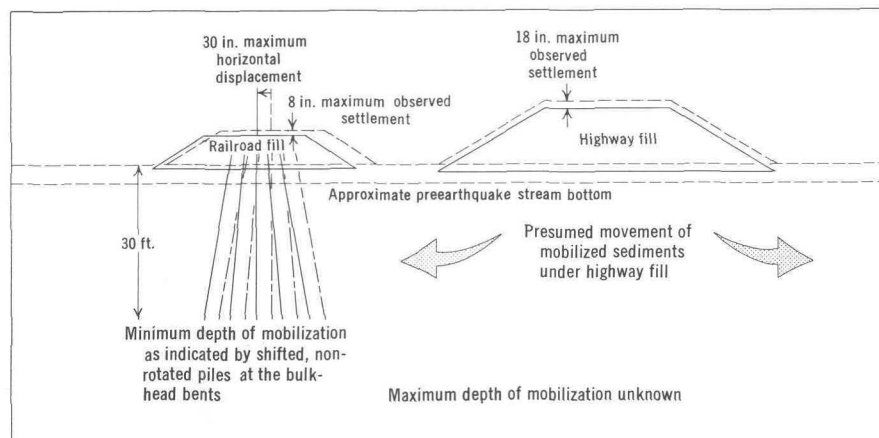 30 in. maximum
horizontal
displacement
18 in. maximum
observed
settlement
8 in. maximum observed
settlement
Railroad fill
Highway fill
Approximate preearthquake stream bottom
30 ft.
Presumed movement of
mobilized sediments
under highway fill
Minimum depth of mobilization
as indicated by shifted, non-
rotated piles at the bulk-
head bents
Maximum depth of mobilization unknown